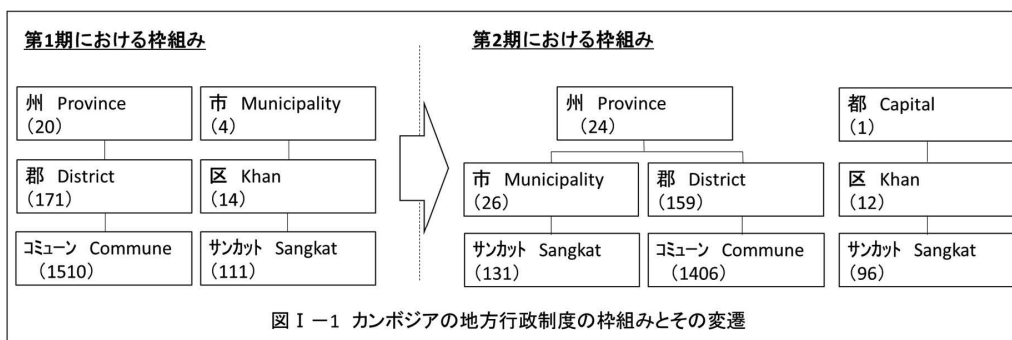 第1期における枠組み
州 Province
(20)
市 Municipality
(4)
郡 District
(171)
区 Khan
(14)
コミューン Commune
(1510)
サンカット Sangkat
(111)
第2期における枠組み
州 Province
(24)
都 Capital
(1)
市 Municipality
(26)
郡 District
(159)
区 Khan
(12)
サンカット Sangkat
(131)
コミューン Commune
(1406)
サンカット Sangkat
(96)
図Ⅰ-1 カンボジアの地方行政制度の枠組みとその変遷